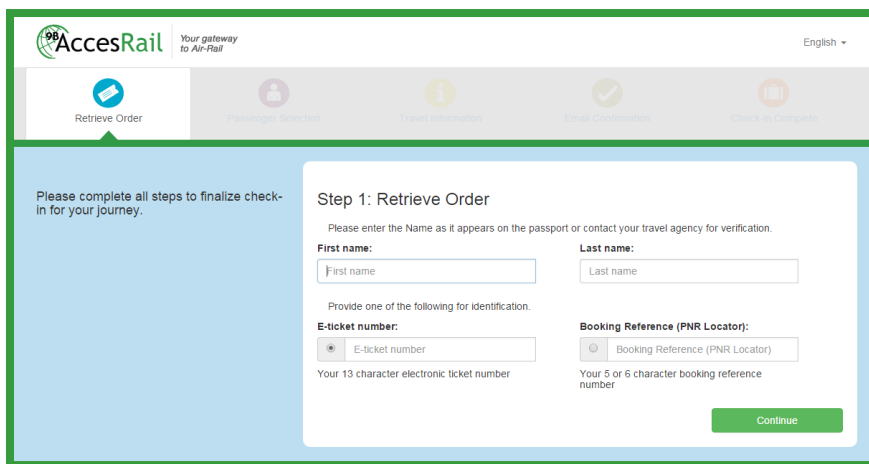 9B
AccesRail
Your gateway
to Air-Rail
English
Retrieve Order
Passenger Selection
Travel Information
Email Confirmation
Check-in Complete
Please complete all steps to finalize check-
in for your journey.
Step 1: Retrieve Order
Please enter the Name as it appears on the passport or contact your travel agency for verification.
First name:
Last name:
First name
Last name
Provide one of the following for identification.
E-ticket number:
Booking Reference (PNR Locator):
E-ticket number
Booking Reference (PNR Locator)
Your 13 character electronic ticket number
Your 5 or 6 character booking reference
number
Continue